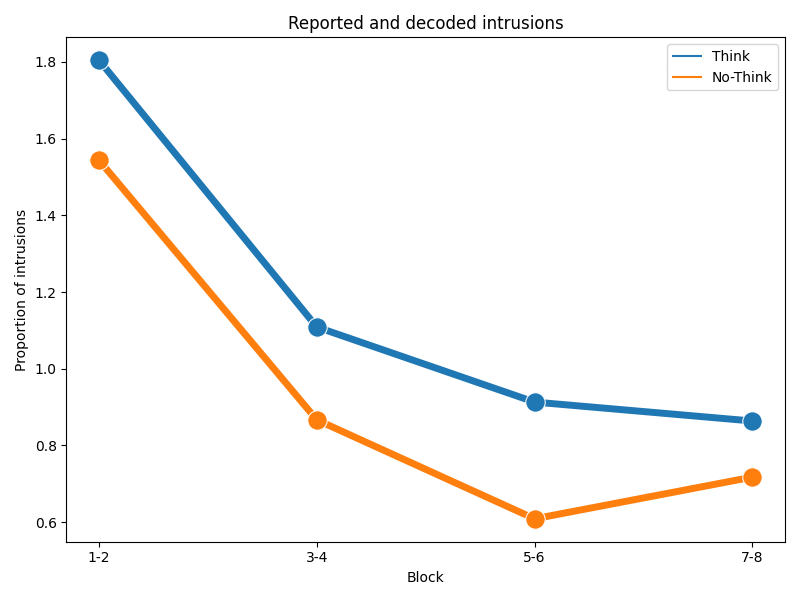 Reported and decoded intrusions
Think
No-Think
Proportion of intrusions
1.8
1.6
1.4
1.2
1.0
0.8
0.6
1-2
3-4
5-6
7-8
Block